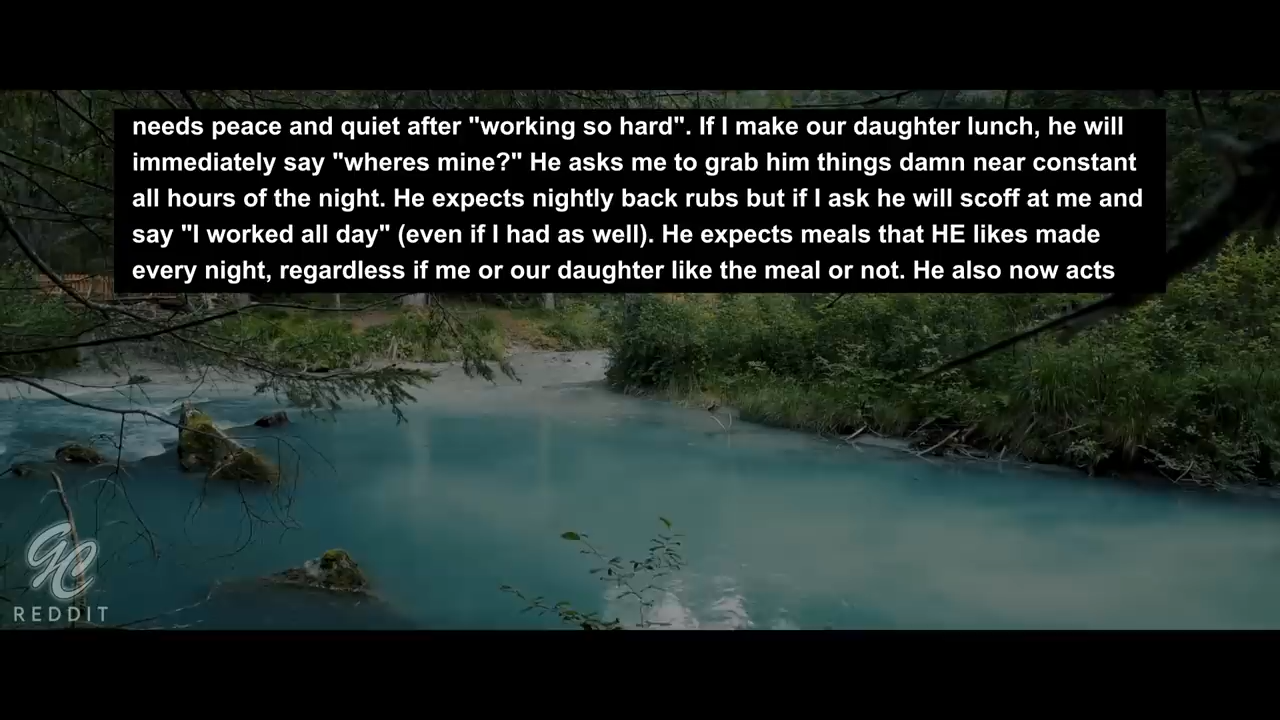 needs peace and quiet after "working so hard". If I make our daughter lunch, he will
immediately say "wheres mine?" He asks me to grab him things damn near constant
all hours of the night. He expects nightly back rubs but if I ask he will scoff at me and
say "I worked all day" (even if I had as well). He expects meals that HE likes made
every night, regardless if me or our daughter like the meal or not. He also now acts
GC
REDDIT